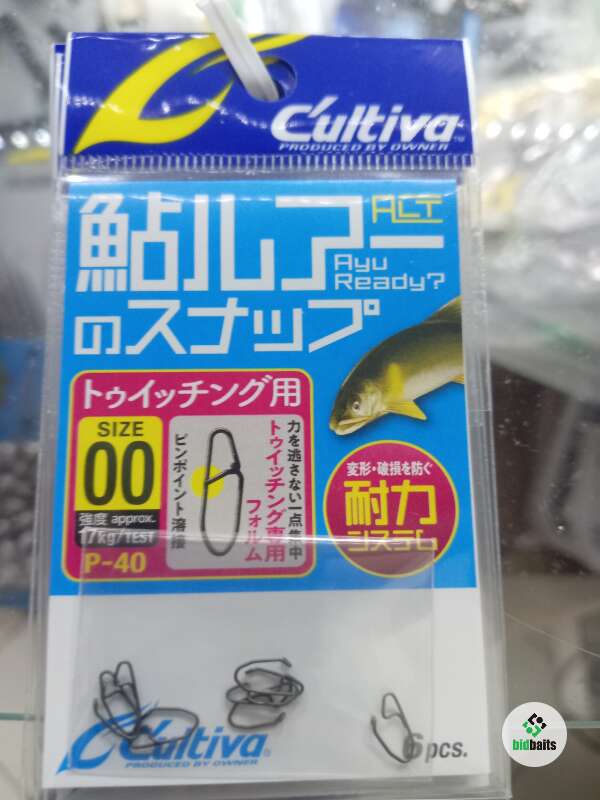 C'ultiva
PRODUCED BY OWNER
鮎ルアー
ALT
Ayu
Ready?
のスナップ
トゥイッチング用
SIZE
00
強度 approx.
17kg/TEST
P-40
力を逃さない一点集中
トゥイッチング専用
フォルム
ピンポイント溶接
変形・破損を防ぐ
耐力
システム
C'ultiva
PRODUCED BY OWNER
6pcs.
bidbaits